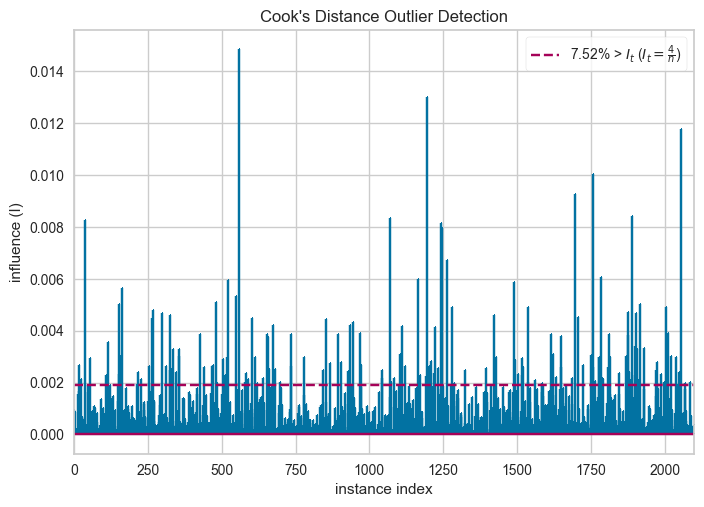 Cook's Distance Outlier Detection
7.52% > I_t (I_t = 4/n)
influence (I)
0.014
0.012
0.010
0.008
0.006
0.004
0.002
0.000
0 250 500 750 1000 1250 1500 1750 2000
instance index